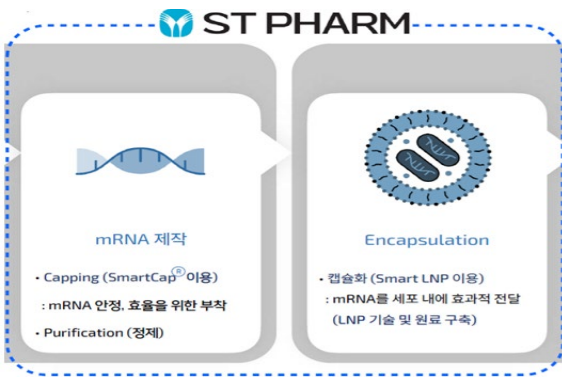 ST PHARM
mRNA 제작
• Capping (SmartCap® 이용)
: mRNA 안정, 효율을 위한 부착
• Purification (정제)
Encapsulation
• 캡슐화 (Smart LNP 이용)
: mRNA를 세포 내에 효과적 전달
(LNP 기술 및 원료 구축)